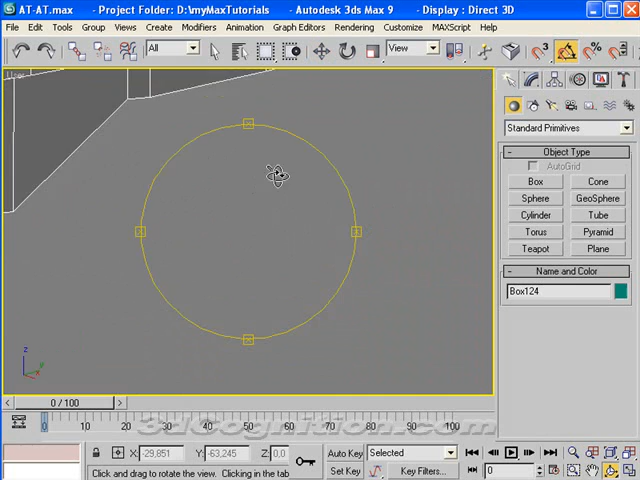 AT-AT.max - Project Folder: D:\myMaxTutorials - Autodesk 3ds Max 9 - Display : Direct 3D
File Edit Tools Group Views Create Modifiers Animation Graph Editors Rendering Customize MAXScript
All View
User
Standard Primitives
- Object Type
AutoGrid
Box Cone
Sphere GeoSphere
Cylinder Tube
Torus Pyramid
Teapot Plane
- Name and Color
Box124
z
y
x
0 / 100
0 10 20 30 40 50 60 70 80 90 100
3dCognition.com
X: -29,851 Y: -63,245 Z: 0,0
Auto Key Selected
Set Key Key Filters... 0
Click and drag to rotate the view. Clicking in the tab